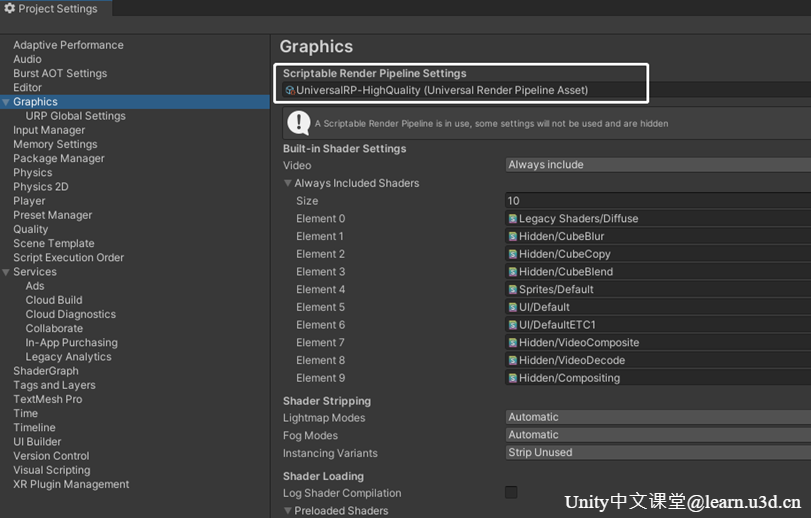 Project Settings
Adaptive Performance
Audio
Burst AOT Settings
Editor
Graphics
URP Global Settings
Input Manager
Memory Settings
Package Manager
Physics
Physics 2D
Player
Preset Manager
Quality
Scene Template
Script Execution Order
Services
Ads
Cloud Build
Cloud Diagnostics
Collaborate
In-App Purchasing
Legacy Analytics
ShaderGraph
Tags and Layers
TextMesh Pro
Time
Timeline
UI Builder
Version Control
Visual Scripting
XR Plugin Management
Graphics
Scriptable Render Pipeline Settings
UniversalRP-HighQuality (Universal Render Pipeline Asset)
A Scriptable Render Pipeline is in use, some settings will not be used and are hidden
Built-in Shader Settings
Video Always include
Always Included Shaders
Size 10
Element 0 Legacy Shaders/Diffuse
Element 1 Hidden/CubeBlur
Element 2 Hidden/CubeCopy
Element 3 Hidden/CubeBlend
Element 4 Sprites/Default
Element 5 UI/Default
Element 6 UI/DefaultETC1
Element 7 Hidden/VideoComposite
Element 8 Hidden/VideoDecode
Element 9 Hidden/Compositing
Shader Stripping
Lightmap Modes Automatic
Fog Modes Automatic
Instancing Variants Strip Unused
Shader Loading
Log Shader Compilation
Preloaded Shaders
Unity中文课堂@learn.u3d.cn